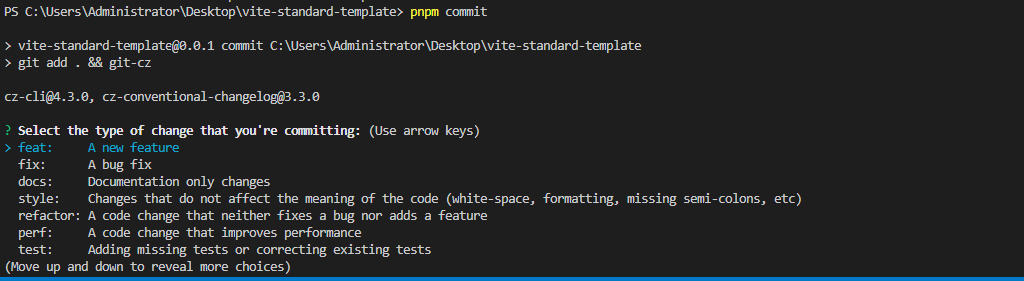 PS C:\Users\Administrator\Desktop\vite-standard-template> pnpm commit
> vite-standard-template@0.0.1 commit C:\Users\Administrator\Desktop\vite-standard-template
> git add . && git-cz
cz-cli@4.3.0, cz-conventional-changelog@3.3.0
? Select the type of change that you're committing: (Use arrow keys)
> feat:     A new feature
  fix:      A bug fix
  docs:     Documentation only changes
  style:    Changes that do not affect the meaning of the code (white-space, formatting, missing semi-colons, etc)
  refactor: A code change that neither fixes a bug nor adds a feature
  perf:     A code change that improves performance
  test:     Adding missing tests or correcting existing tests
(Move up and down to reveal more choices)